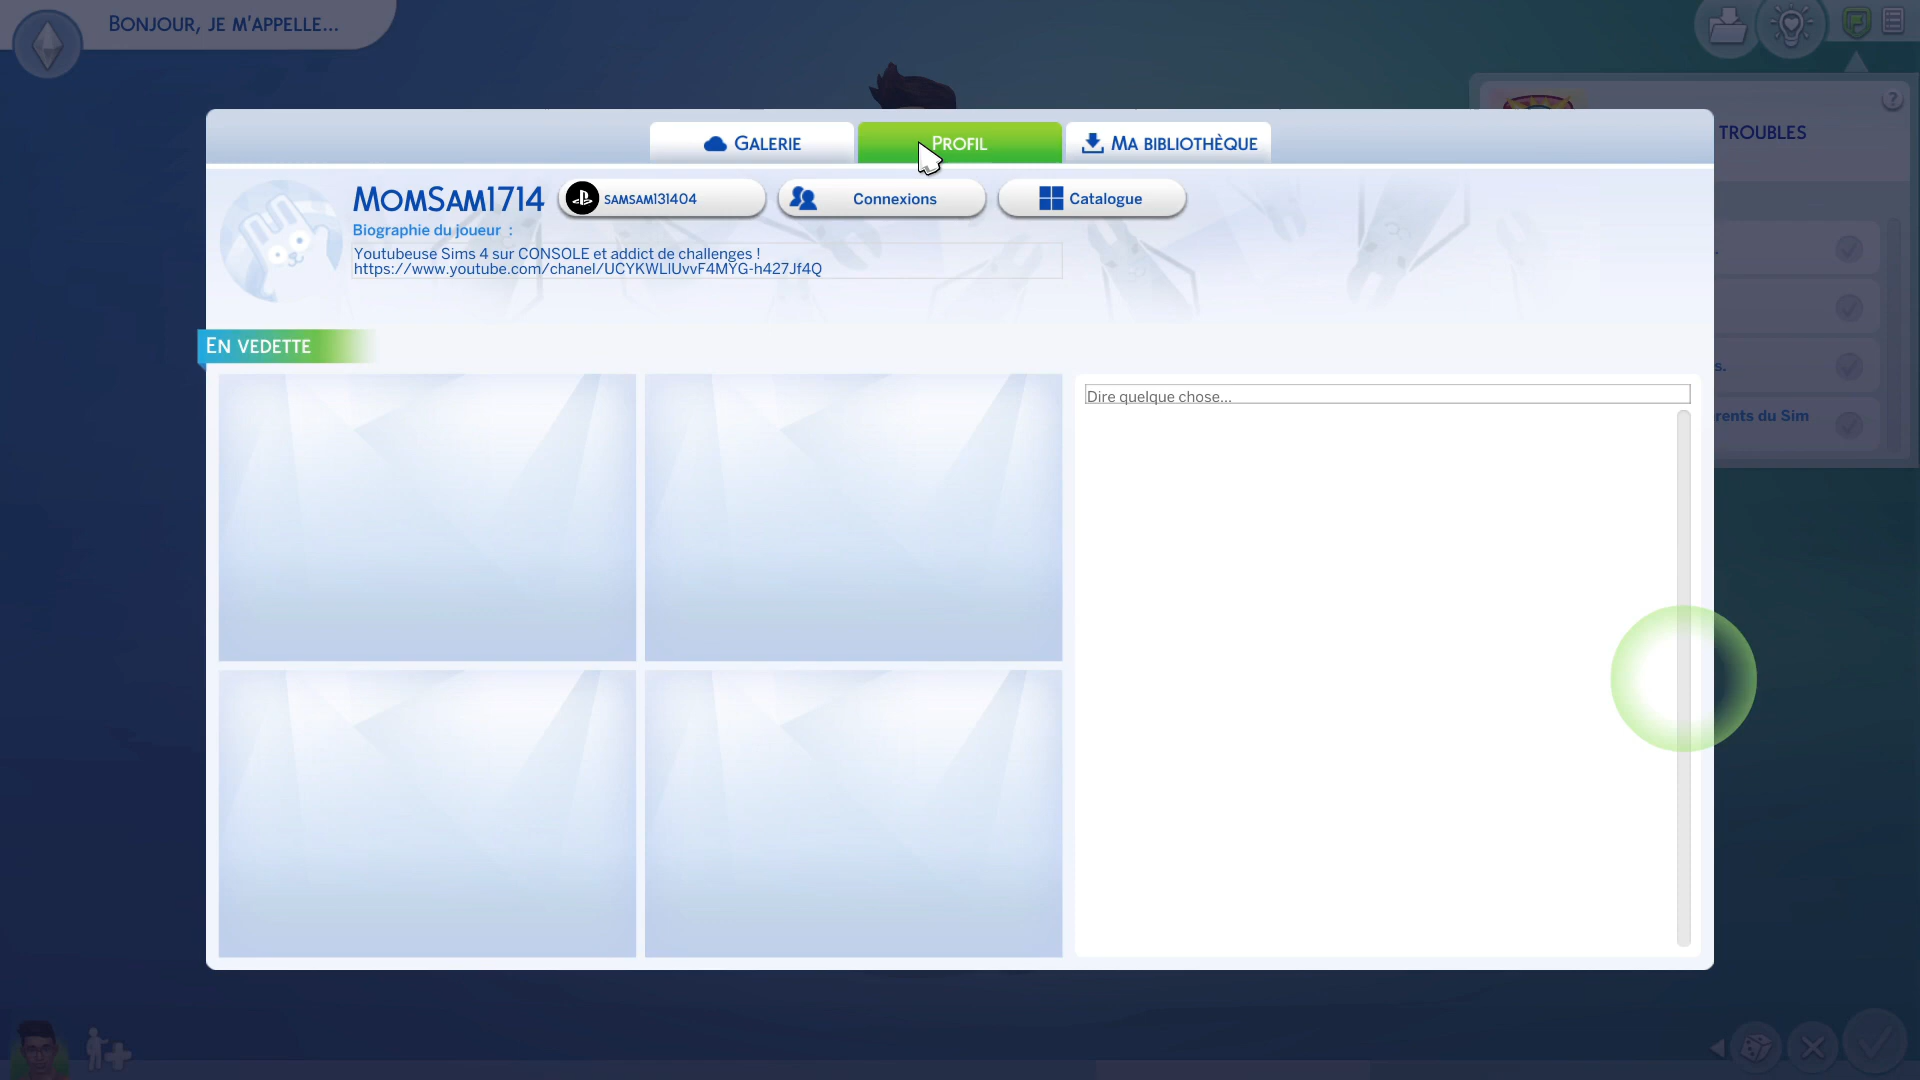 BONJOUR, JE M'APPELLE...
GALERIE
PROFIL
MA BIBLIOTHÈQUE
TROUBLES
MOMSAM1714
SAMSAM131404
Connexions
Catalogue
Biographie du joueur :
Youtubeuse Sims 4 sur CONSOLE et addict de challenges !
https://www.youtube.com/chanel/UCYKWLlUvvF4MYG-h427Jf4Q
EN VEDETTE
s.
Dire quelque chose...
rents du Sim